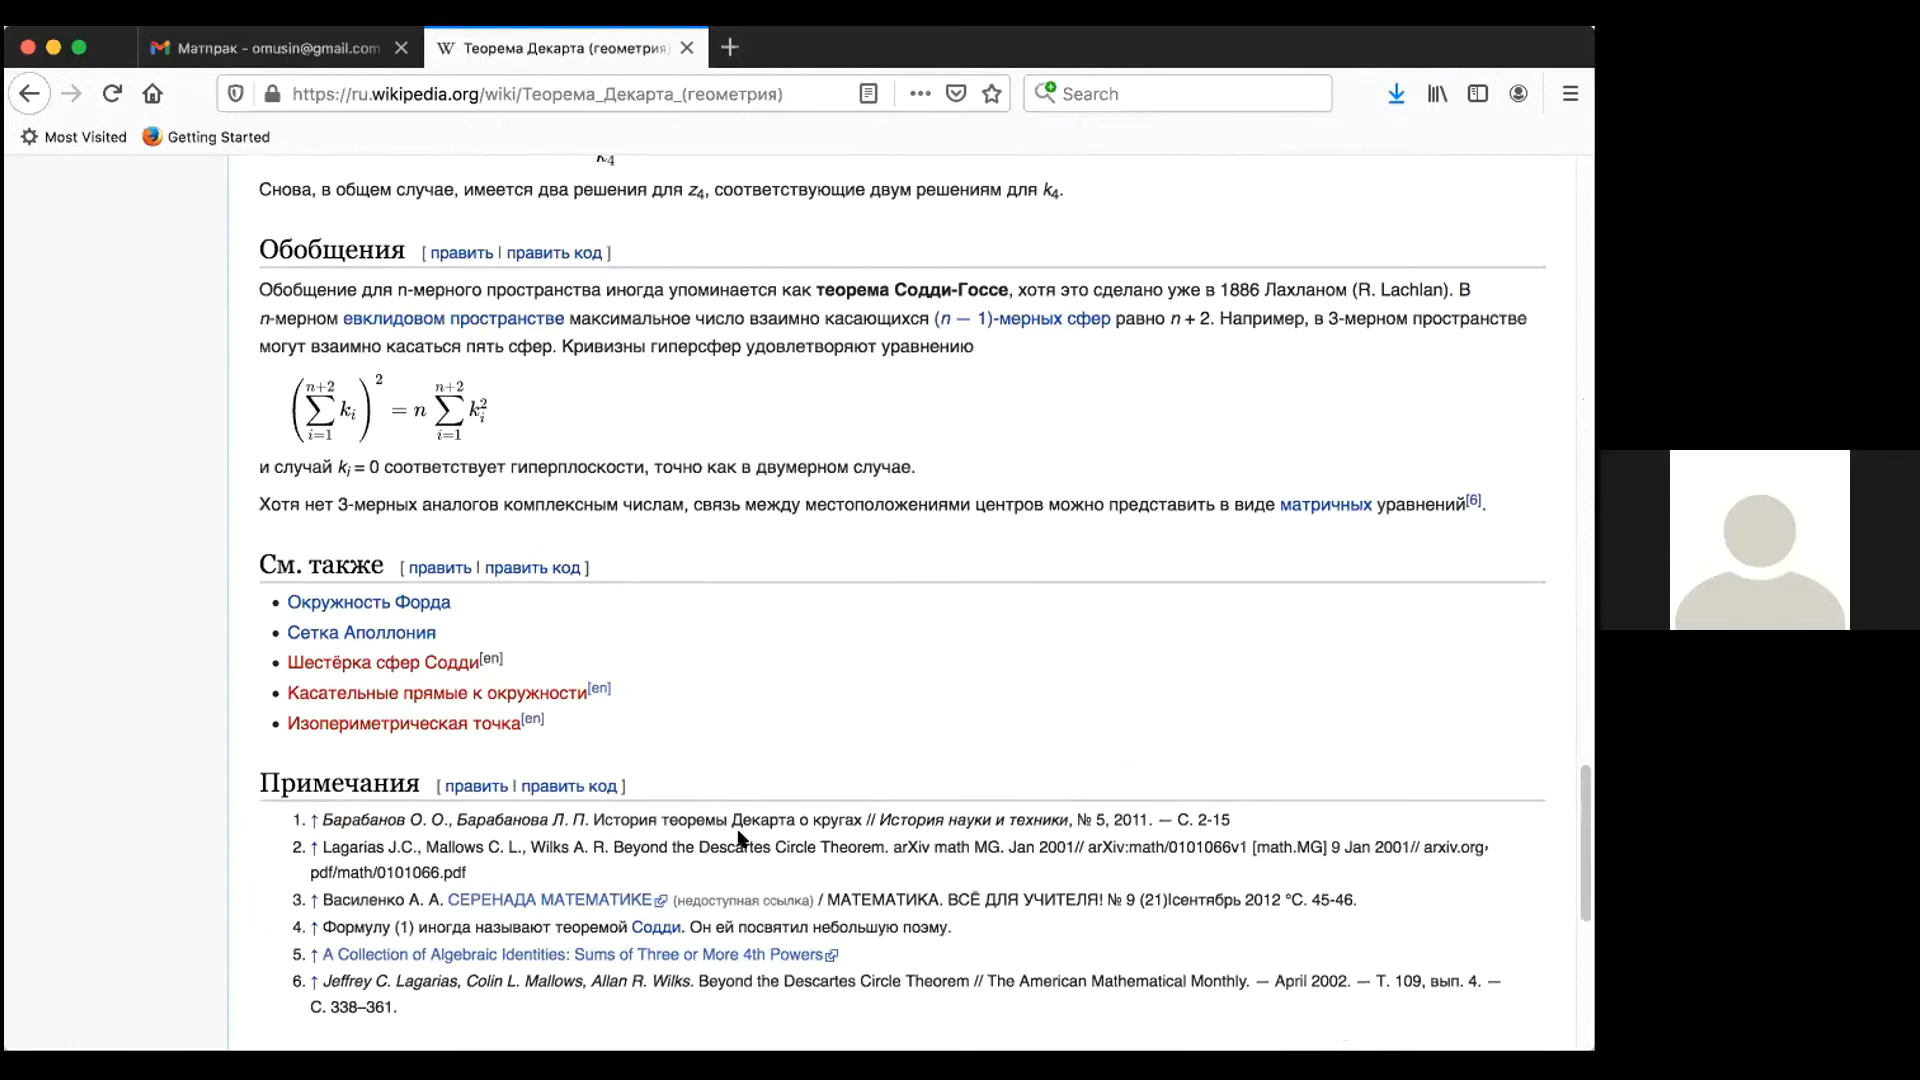 Матпрак - omusin@gmail.com
Теорема Декарта (геометрия)
https://ru.wikipedia.org/wiki/Теорема_Декарта_(геометрия)
Search
Most Visited
Getting Started
k4
Снова, в общем случае, имеется два решения для z4, соответствующие двум решениям для k4.
Обобщения [ править | править код ]
Обобщение для n-мерного пространства иногда упоминается как теорема Содди-Госсе, хотя это сделано уже в 1886 Лахланом (R. Lachlan). В
n-мерном евклидовом пространстве максимальное число взаимно касающихся (n — 1)-мерных сфер равно n + 2. Например, в 3-мерном пространстве
могут взаимно касаться пять сфер. Кривизны гиперсфер удовлетворяют уравнению
(∑_{i=1}^{n+2} k_i)^2 = n ∑_{i=1}^{n+2} k_i^2
и случай ki = 0 соответствует гиперплоскости, точно как в двумерном случае.
Хотя нет 3-мерных аналогов комплексным числам, связь между местоположениями центров можно представить в виде матричных уравнений[6].
См. также [ править | править код ]
• Окружность Форда
• Сетка Аполлония
• Шестёрка сфер Содди[en]
• Касательные прямые к окружности[en]
• Изопериметрическая точка[en]
Примечания [ править | править код ]
1. ↑ Барабанов О. О., Барабанова Л. П. История теоремы Декарта о кругах // История науки и техники, № 5, 2011. — С. 2-15
2. ↑ Lagarias J.C., Mallows C. L., Wilks A. R. Beyond the Descartes Circle Theorem. arXiv math MG. Jan 2001// arXiv:math/0101066v1 [math.MG] 9 Jan 2001// arxiv.org›
pdf/math/0101066.pdf
3. ↑ Василенко А. А. СЕРЕНАДА МАТЕМАТИКЕ (недоступная ссылка) / МАТЕМАТИКА. ВСЁ ДЛЯ УЧИТЕЛЯ! № 9 (21)|сентябрь 2012 °С. 45-46.
4. ↑ Формулу (1) иногда называют теоремой Содди. Он ей посвятил небольшую поэму.
5. ↑ A Collection of Algebraic Identities: Sums of Three or More 4th Powers
6. ↑ Jeffrey C. Lagarias, Colin L. Mallows, Allan R. Wilks. Beyond the Descartes Circle Theorem // The American Mathematical Monthly. — April 2002. — Т. 109, вып. 4. —
С. 338–361.